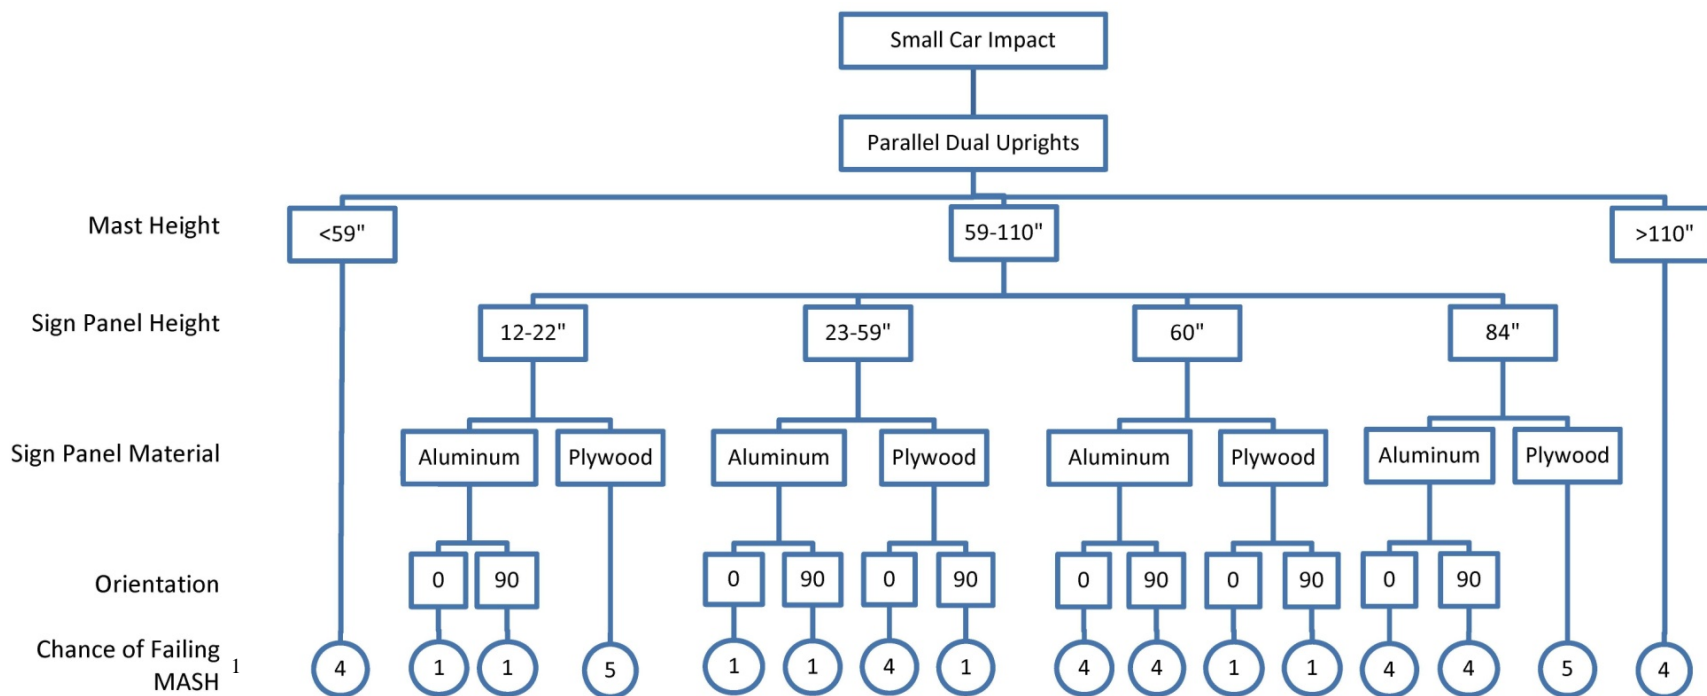 Small Car Impact
Parallel Dual Uprights
Mast Height
<59"
59-110"
>110"
Sign Panel Height
12-22"
23-59"
60"
84"
Sign Panel Material
Aluminum
Plywood
Aluminum
Plywood
Aluminum
Plywood
Aluminum
Plywood
Orientation
0
90
0
90
0
90
0
90
0
90
0
90
Chance of Failing
MASH 1
4
1
1
5
1
1
4
1
4
4
1
1
4
4
5
4